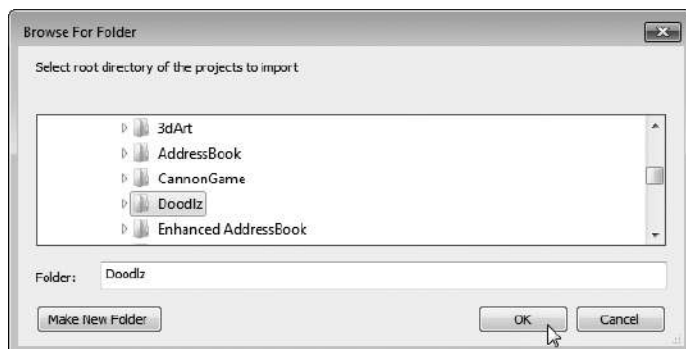 Browse For Folder
Select root directory of the projects to import
3dArt
AddressBook
CannonGame
Doodlz
Enhanced AddressBook
Folder: Doodlz
Make New Folder OK Cancel